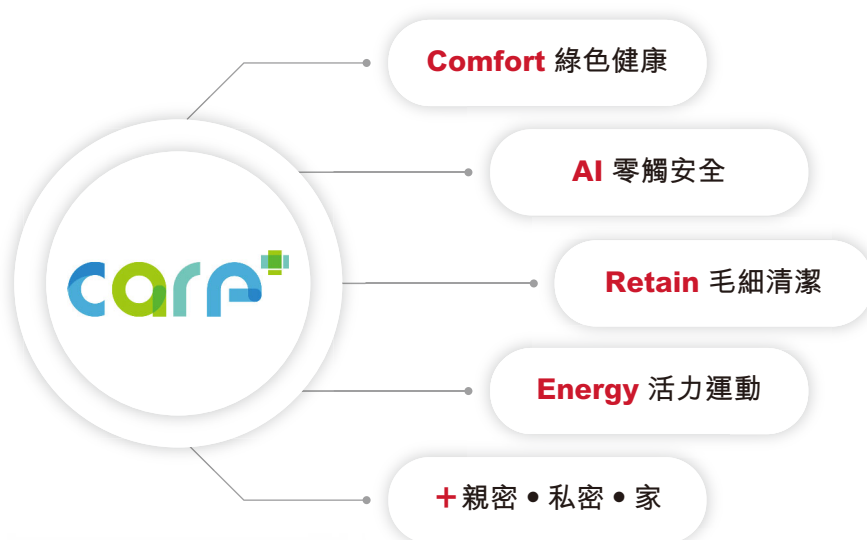 care+
Comfort 綠色健康
AI 零觸安全
Retain 毛細清潔
Energy 活力運動
＋親密•私密•家